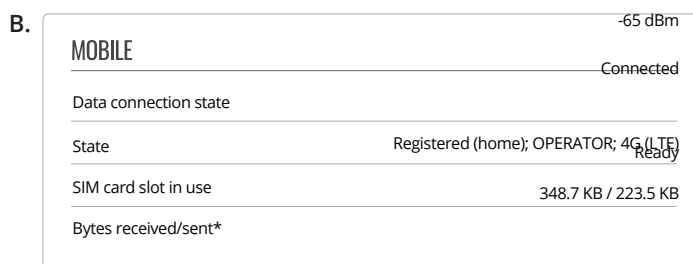 B.
-65 dBm
MOBILE
Connected
Data connection state
State Registered (home); OPERATOR; 4G (LTE)
Ready
SIM card slot in use 348.7 KB / 223.5 KB
Bytes received/sent*